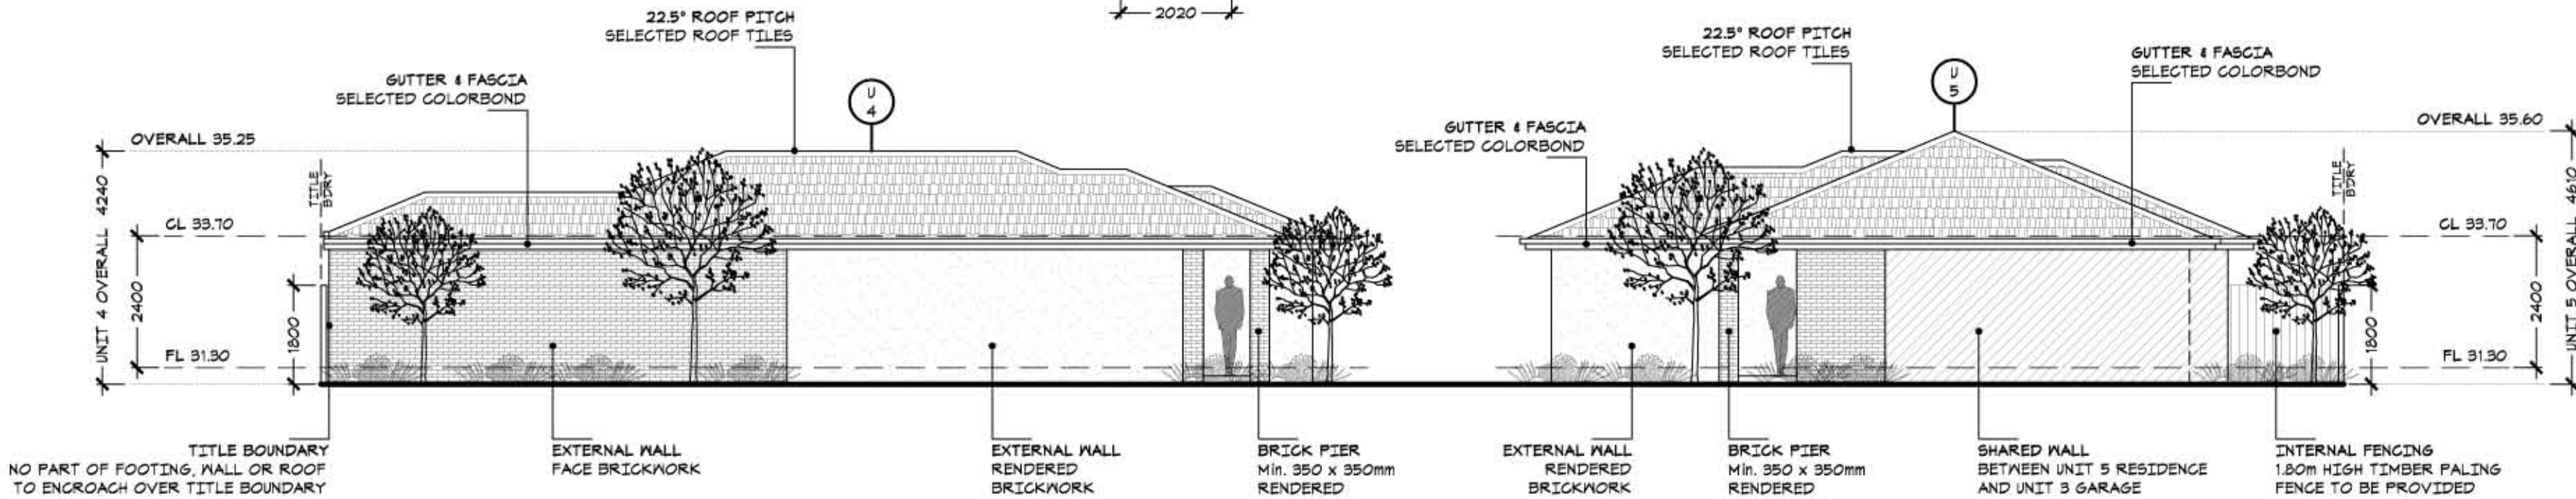 2020
22.5° ROOF PITCH
SELECTED ROOF TILES
GUTTER & FASCIA
SELECTED COLORBOND
U
4
OVERALL 35.25
TITLE
BDRY
CL 33.70
FL 31.30
UNIT 4 OVERALL 4240
2400
1800
22.5° ROOF PITCH
SELECTED ROOF TILES
GUTTER & FASCIA
SELECTED COLORBOND
U
5
GUTTER & FASCIA
SELECTED COLORBOND
OVERALL 35.60
TITLE
BDRY
CL 33.70
FL 31.30
1800
2400
UNIT 5 OVERALL 4610
TITLE BOUNDARY
NO PART OF FOOTING, WALL OR ROOF
TO ENCROACH OVER TITLE BOUNDARY
EXTERNAL WALL
FACE BRICKWORK
EXTERNAL WALL
RENDERED
BRICKWORK
BRICK PIER
Min. 350 x 350mm
RENDERED
EXTERNAL WALL
RENDERED
BRICKWORK
BRICK PIER
Min. 350 x 350mm
RENDERED
SHARED WALL
BETWEEN UNIT 5 RESIDENCE
AND UNIT 3 GARAGE
INTERNAL FENCING
1.80m HIGH TIMBER PALING
FENCE TO BE PROVIDED